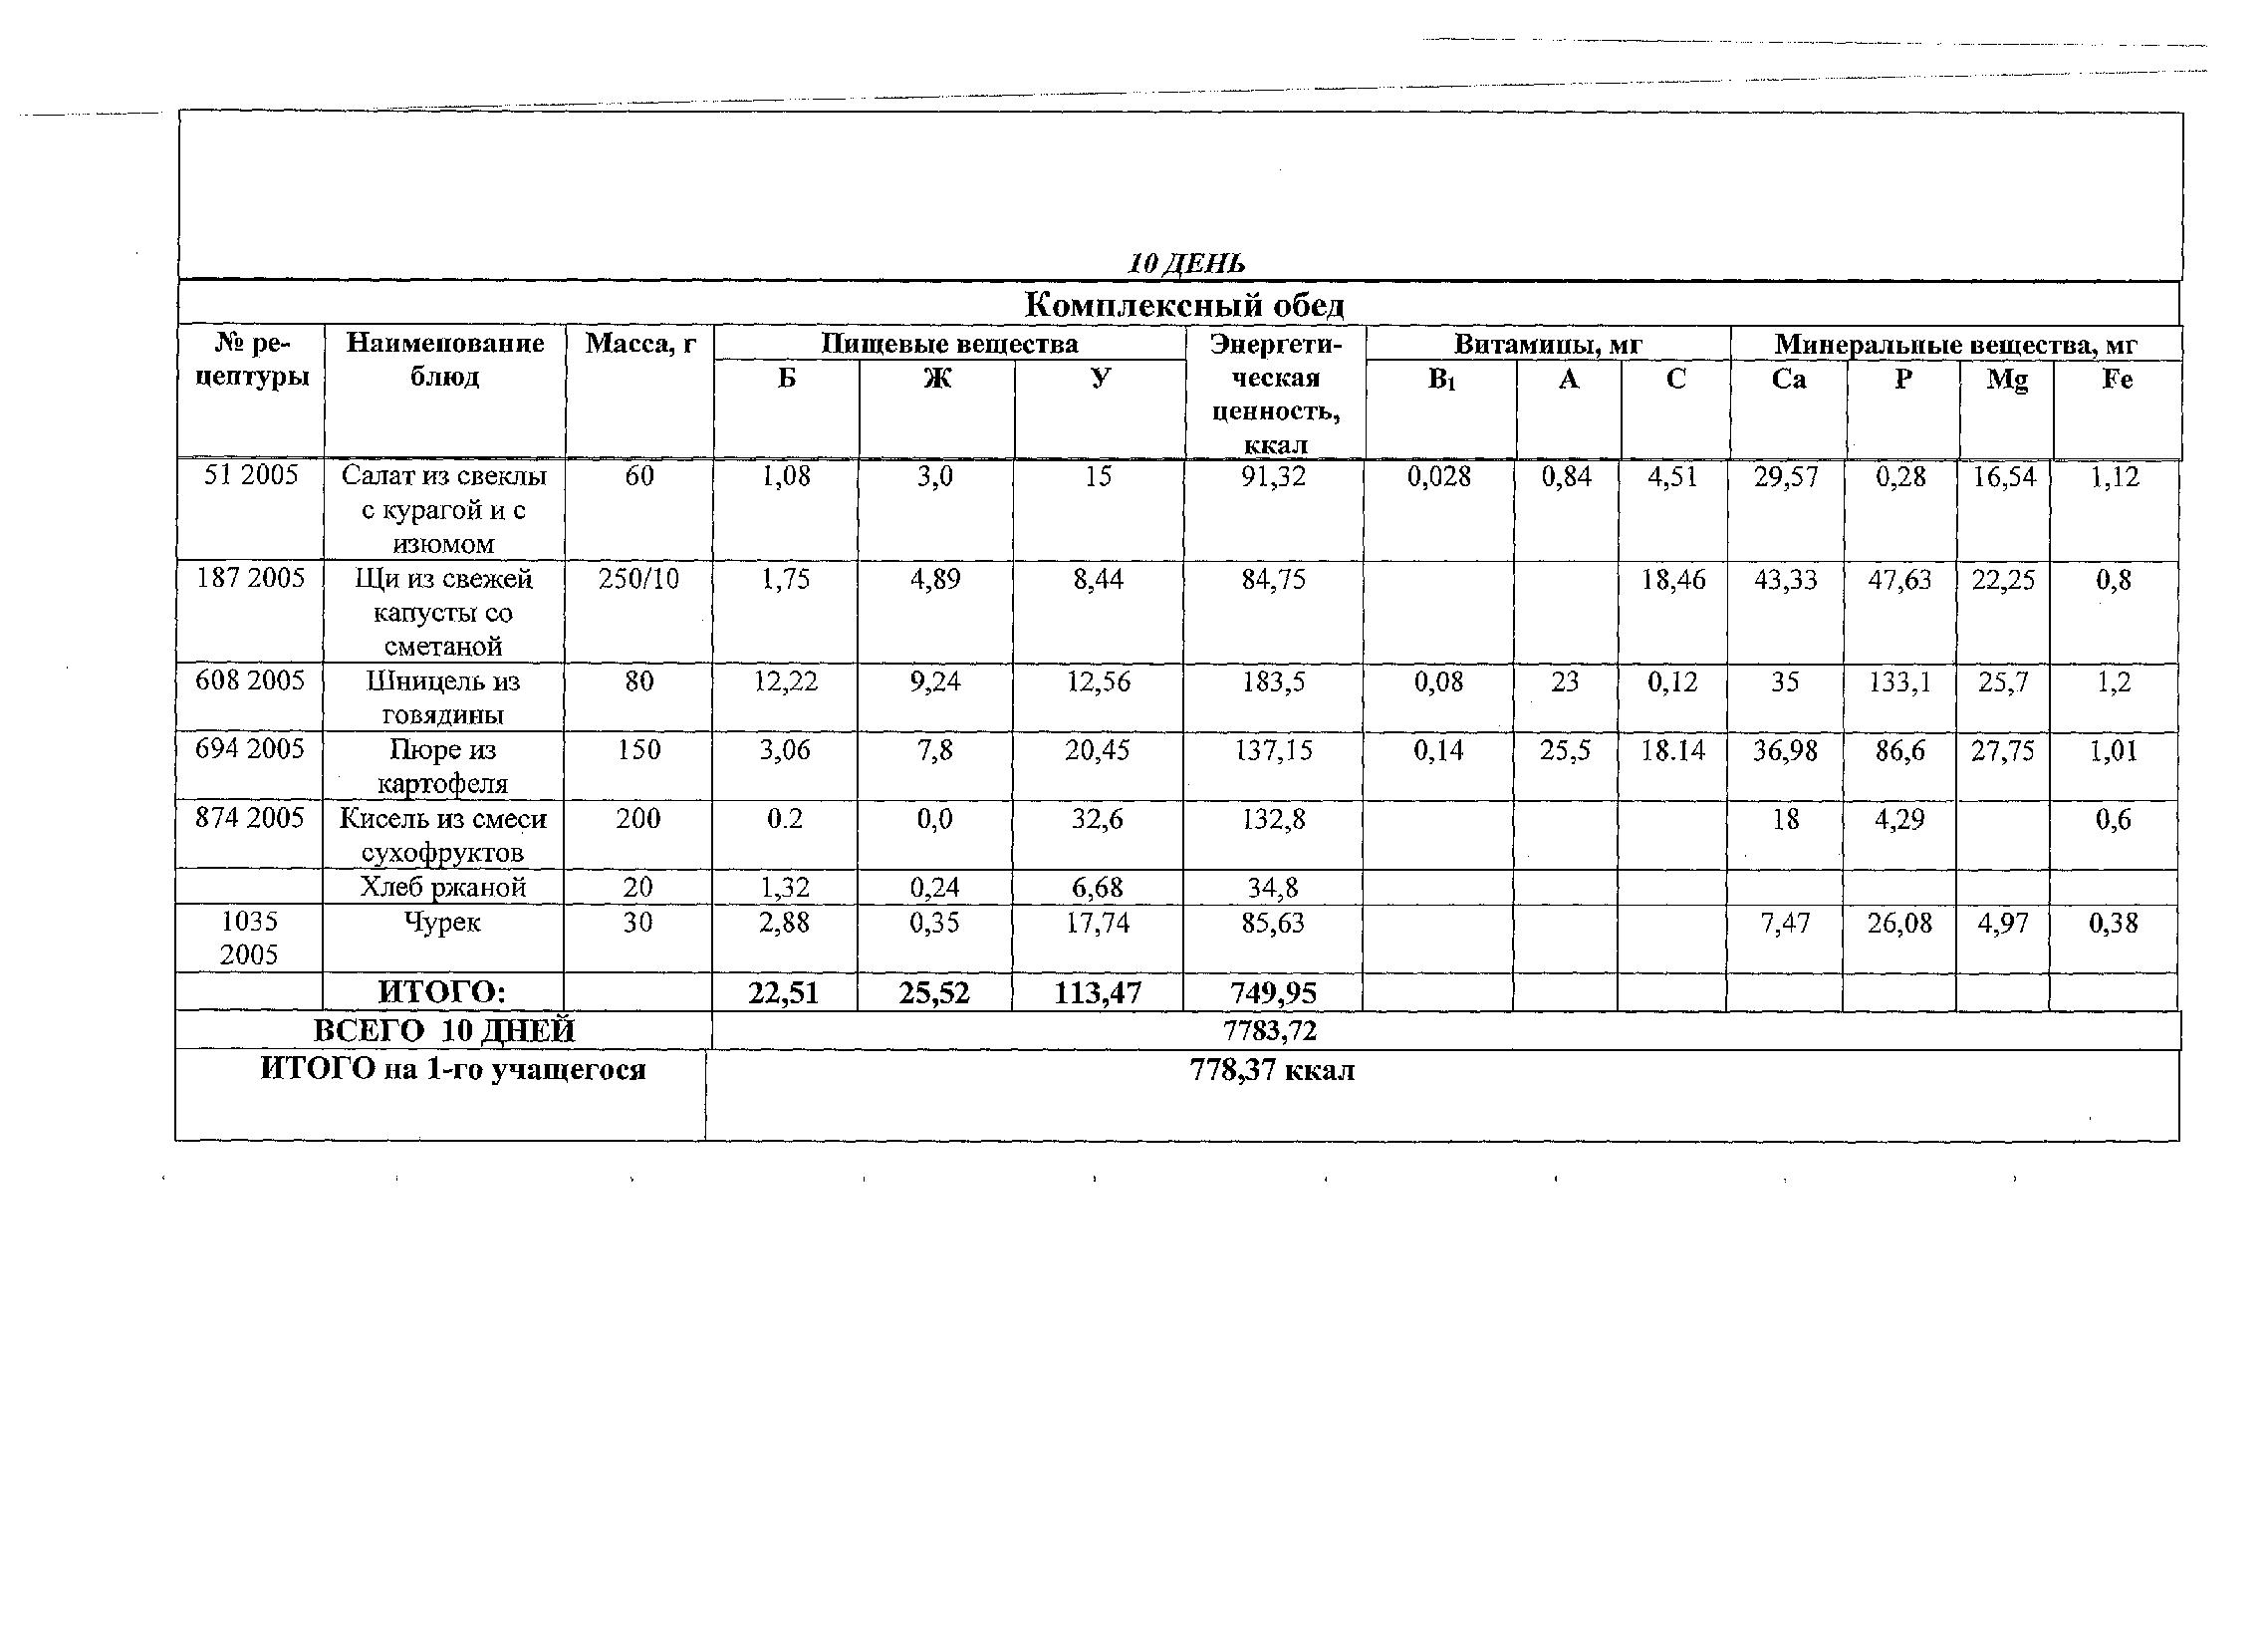 10 ДЕНЬ
Комплексный обед
№ ре-
цептуры
Наименование
блюд
Масса, г
Пищевые вещества
Энергети-
ческая
ценность,
ккал
Витамины, мг
Минеральные вещества, мг
Б Ж У B1 A C Ca P Mg Fe
51 2005 Салат из свеклы 60 1,08 3,0 15 91,32 0,028 0,84 4,51 29,57 0,28 16,54 1,12
с курагой и с
изюмом
187 2005 Щи из свежей 250/10 1,75 4,89 8,44 84,75 18,46 43,33 47,63 22,25 0,8
капусты со
сметаной
608 2005 Шницель из 80 12,22 9,24 12,56 183,5 0,08 23 0,12 35 133,1 25,7 1,2
говядины
694 2005 Пюре из 150 3,06 7,8 20,45 137,15 0,14 25,5 18.14 36,98 86,6 27,75 1,01
картофеля
874 2005 Кисель из смеси 200 0.2 0,0 32,6 132,8 18 4,29 0,6
сухофруктов
Хлеб ржаной 20 1,32 0,24 6,68 34,8
1035 Чурек 30 2,88 0,35 17,74 85,63 7,47 26,08 4,97 0,38
2005
ИТОГО: 22,51 25,52 113,47 749,95
ВСЕГО 10 ДНЕЙ 7783,72
ИТОГО на 1-го учащегося 778,37 ккал